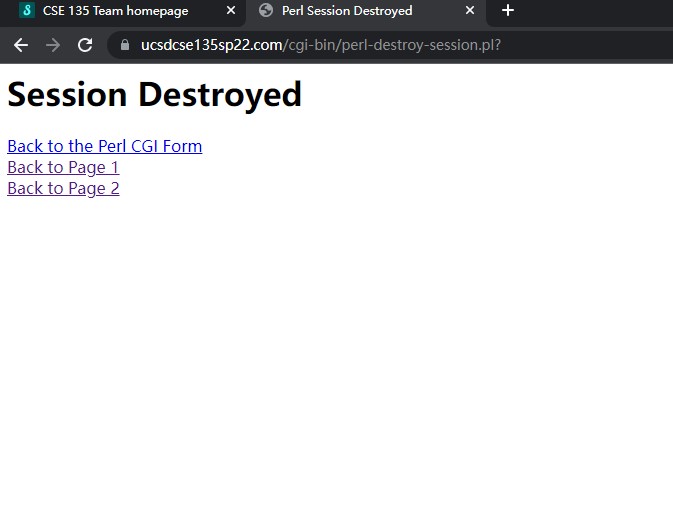 CSE 135 Team homepage
Perl Session Destroyed
ucsdcse135sp22.com/cgi-bin/perl-destroy-session.pl?
Session Destroyed
Back to the Perl CGI Form
Back to Page 1
Back to Page 2